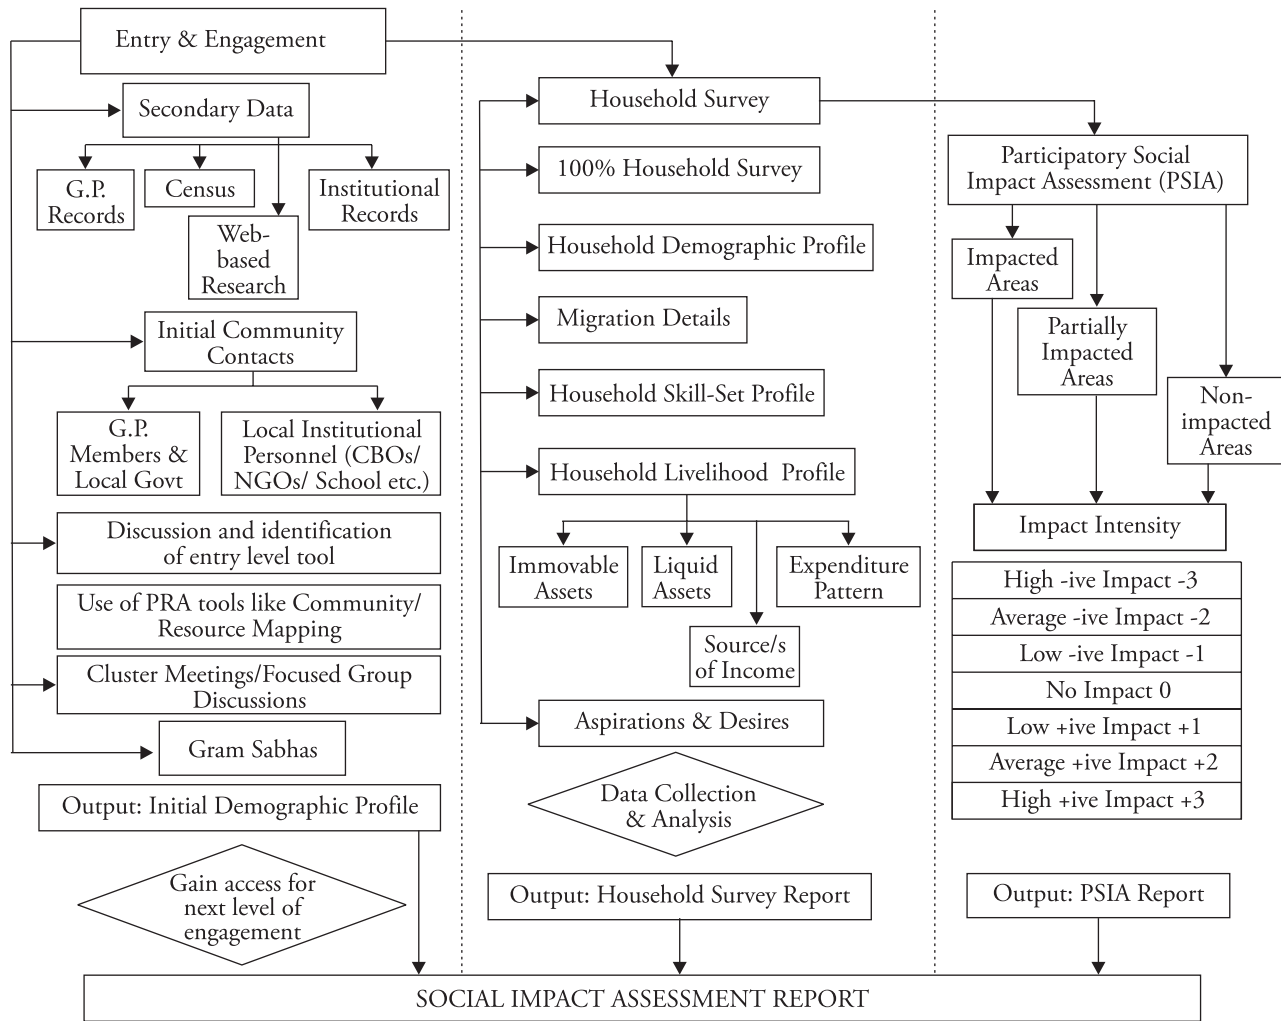 Entry & Engagement
Secondary Data
G.P.
Records
Census
Institutional
Records
Web-
based
Research
Initial Community
Contacts
G.P.
Members &
Local Govt
Local Institutional
Personnel (CBOs/
NGOs/ School etc.)
Discussion and identification
of entry level tool
Use of PRA tools like Community/
Resource Mapping
Cluster Meetings/Focused Group
Discussions
Gram Sabhas
Output: Initial Demographic Profile
Gain access for
next level of
engagement
Household Survey
100% Household Survey
Household Demographic Profile
Migration Details
Household Skill-Set Profile
Household Livelihood Profile
Immovable
Assets
Liquid
Assets
Expenditure
Pattern
Source/s
of Income
Aspirations & Desires
Data Collection
& Analysis
Output: Household Survey Report
Participatory Social
Impact Assessment (PSIA)
Impacted
Areas
Partially
Impacted
Areas
Non-
impacted
Areas
Impact Intensity
High -ive Impact -3
Average -ive Impact -2
Low -ive Impact -1
No Impact 0
Low +ive Impact +1
Average +ive Impact +2
High +ive Impact +3
Output: PSIA Report
SOCIAL IMPACT ASSESSMENT REPORT